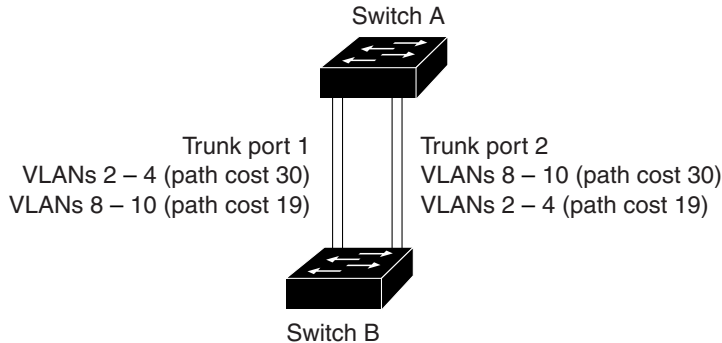 Switch A
Trunk port 1
VLANs 2 – 4 (path cost 30)
VLANs 8 – 10 (path cost 19)
Trunk port 2
VLANs 8 – 10 (path cost 30)
VLANs 2 – 4 (path cost 19)
Switch B